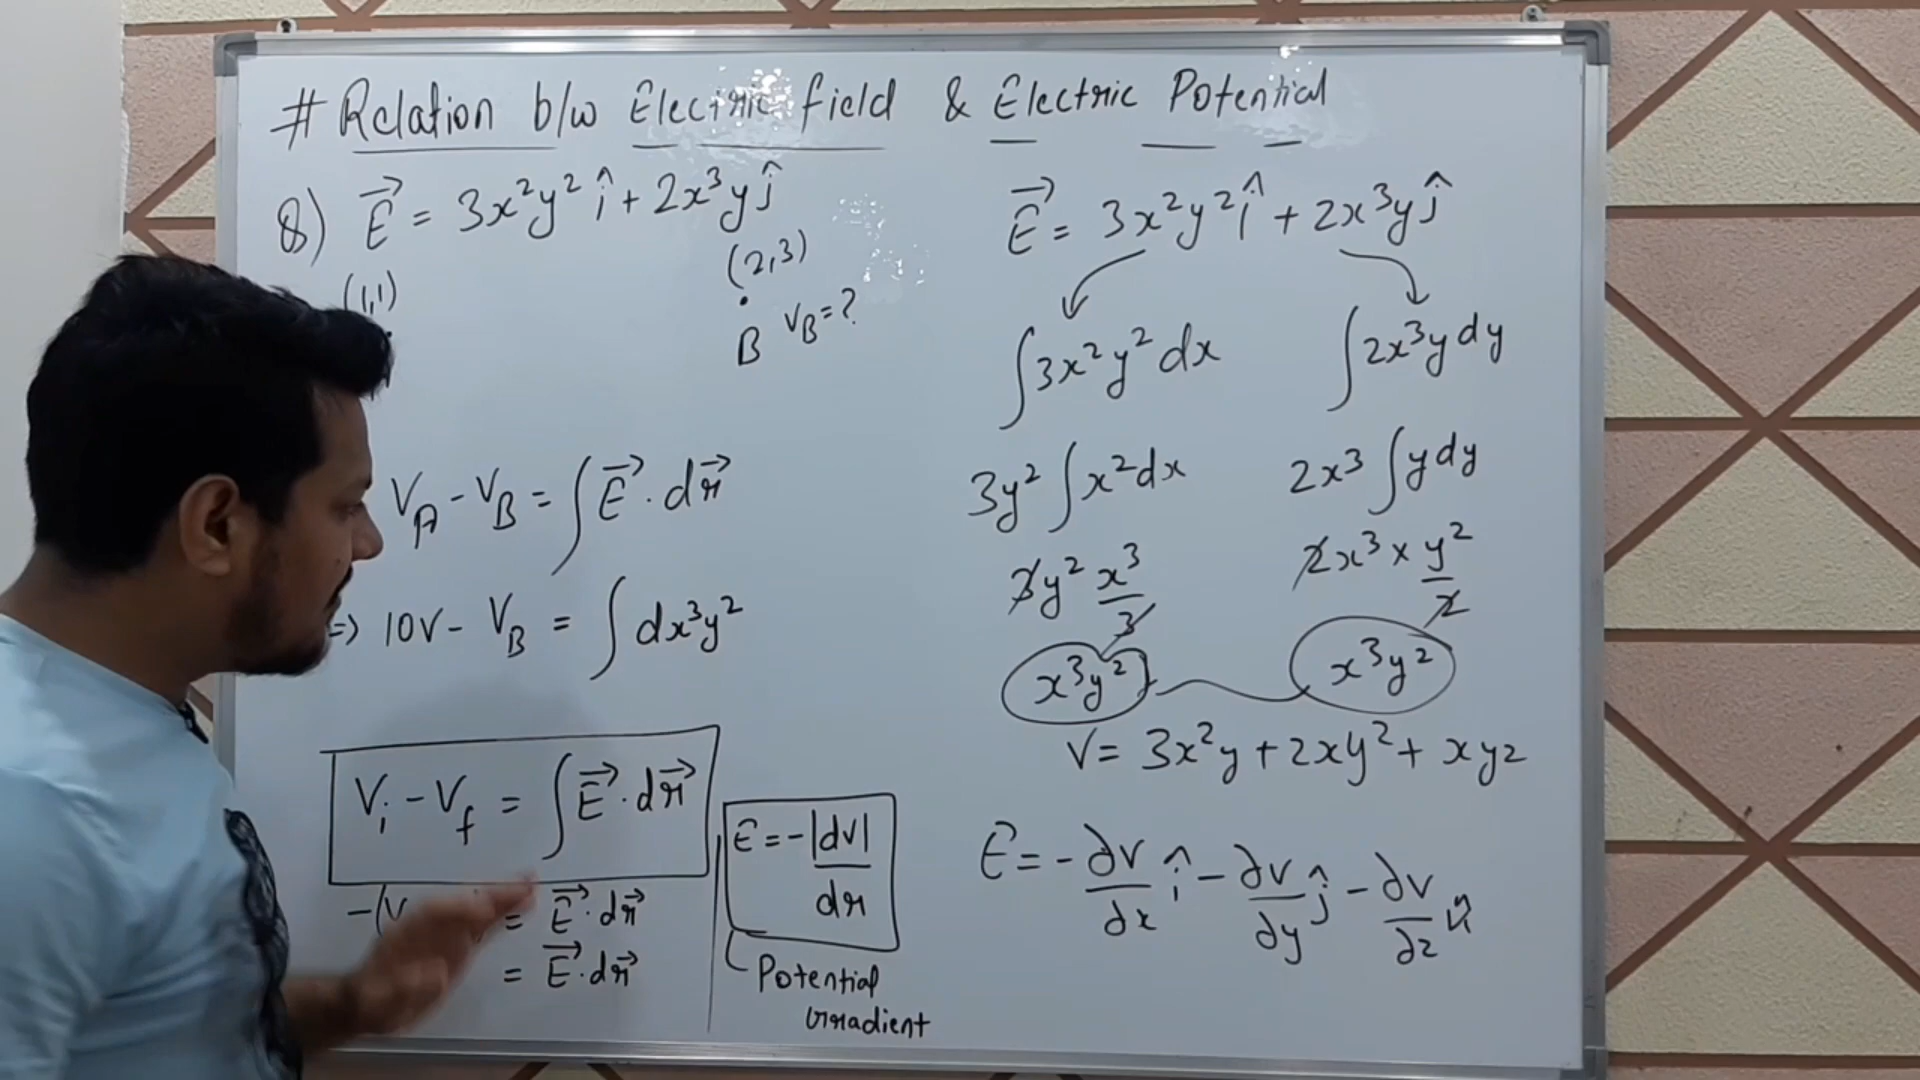 # Relation b/w Electric field & Electric Potential
Q) E⃗ = 3x²y² î + 2x³y ĵ
(1,1)
(2,3)
B V_B = ?
V_A - V_B = ∫ E⃗ . dr⃗
=> 10V - V_B = ∫ dx³y²
V_i - V_f = ∫ E⃗ . dr⃗
-(V
= E⃗ . dr⃗
= E⃗ . dr⃗
E = - |dV| / dr
Potential
Gradient
E⃗ = 3x²y² î + 2x³y ĵ
∫ 3x²y² dx
∫ 2x³y dy
3y² ∫ x² dx
2x³ ∫ y dy
3y² x³/3
2x³ × y²/2
x³y²
x³y²
V = 3x²y + 2xy² + xyz
E = - ∂V/∂x î - ∂V/∂y ĵ - ∂V/∂z k̂